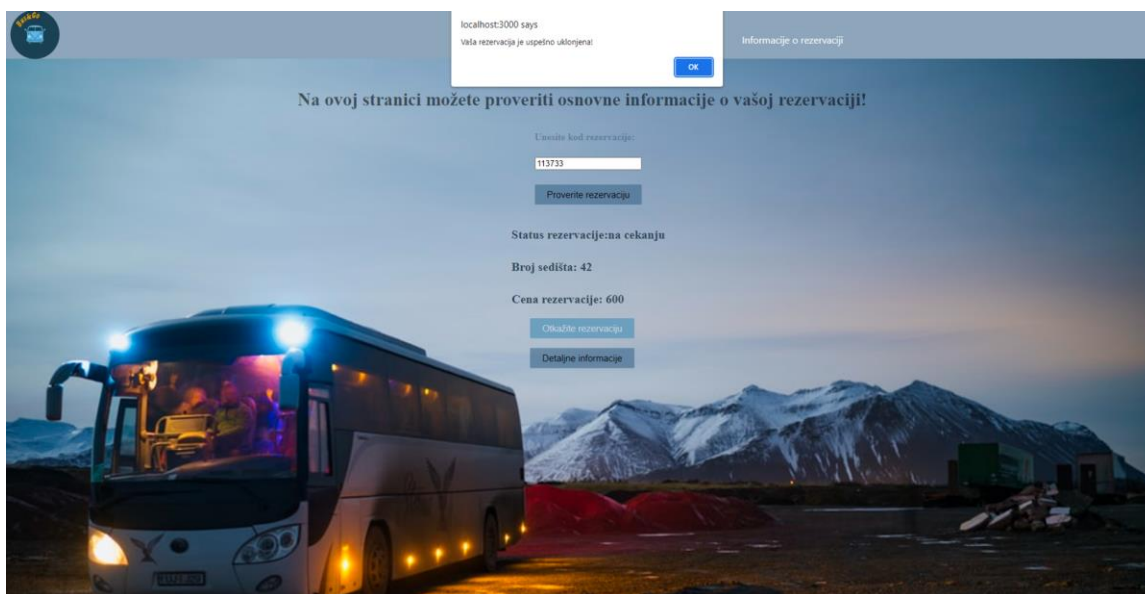 localhost:3000 says
Vaša rezervacija je uspešno uklonjena!
OK
Informacije o rezervaciji
Na ovoj stranici možete proveriti osnovne informacije o vašoj rezervaciji!
Unesite kod rezervacije:
113733
Proverite rezervaciju
Status rezervacije:na cekanju
Broj sedišta: 42
Cena rezervacije: 600
Otkažite rezervaciju
Detaljne informacije